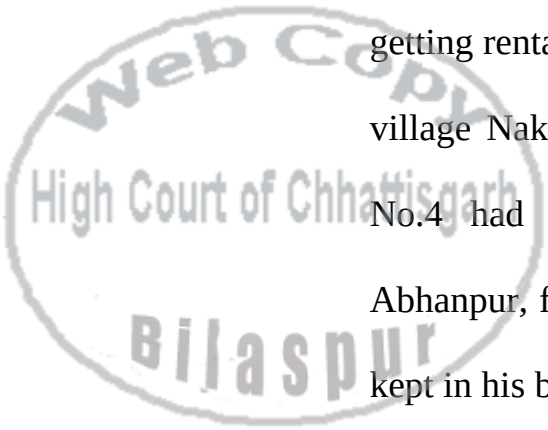 Web Copy
High Court of Chhattisgarh
Bilaspur
getting renta
village Nak
No.4 had
Abhanpur, f
kept in his b